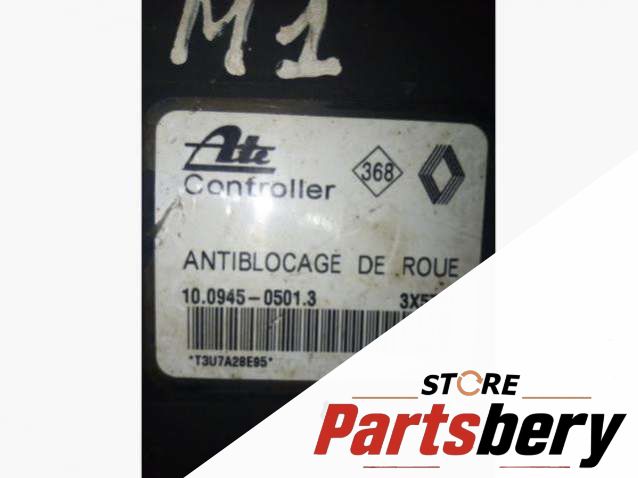 M1
Ate
Controller
368
ANTIBLOCAGE DE ROUE
10.0945-0501.3
*T3U7A28E95*
STORE
Partsbery